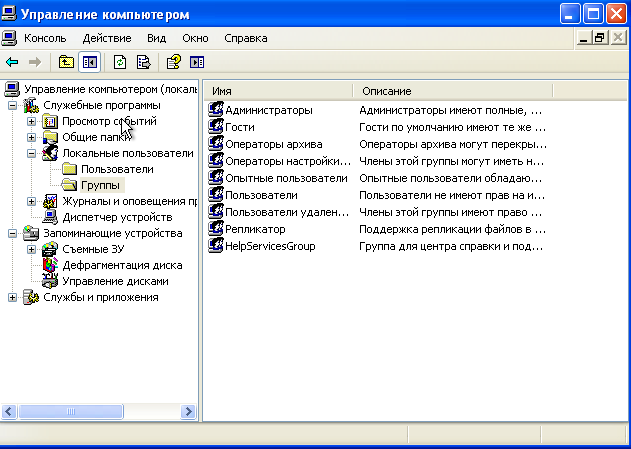 Управление компьютером
Консоль Действие Вид Окно Справка
Управление компьютером (локаль
Служебные программы
Просмотр событий
Общие папки
Локальные пользователи
Пользователи
Группы
Журналы и оповещения пр
Диспетчер устройств
Запоминающие устройства
Съемные ЗУ
Дефрагментация диска
Управление дисками
Службы и приложения
Имя Описание
Администраторы Администраторы имеют полные, ...
Гости Гости по умолчанию имеют те же ...
Операторы архива Операторы архива могут перекры...
Операторы настройки... Члены этой группы могут иметь н...
Опытные пользователи Опытные пользователи обладаю...
Пользователи Пользователи не имеют прав на и...
Пользователи удален... Члены этой группы имеют право ...
Репликатор Поддержка репликации файлов в ...
HelpServicesGroup Группа для центра справки и под...